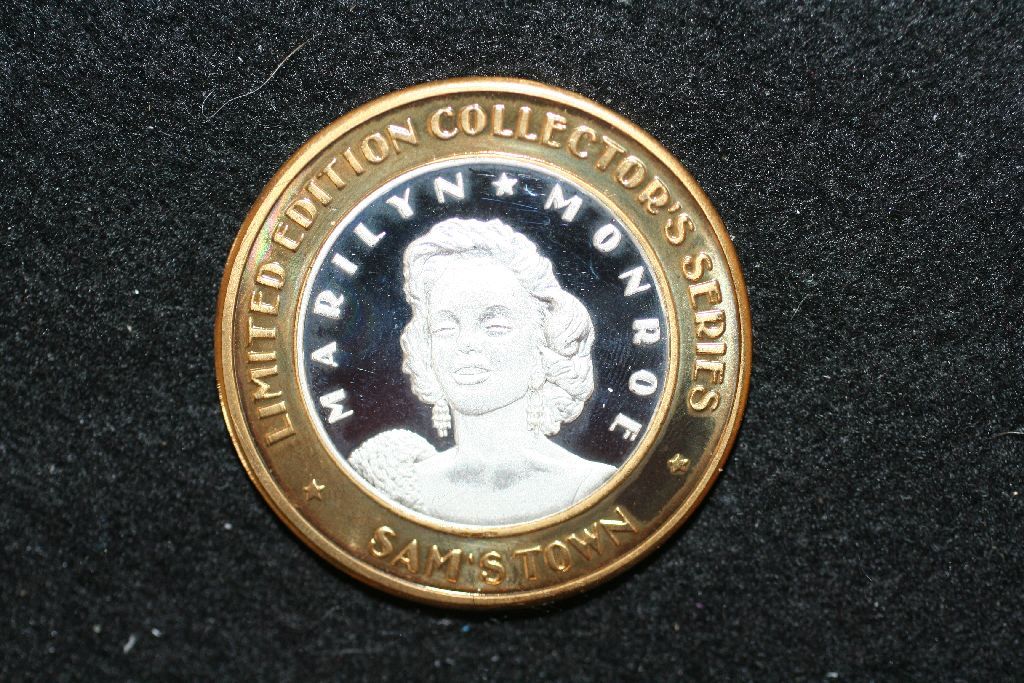 LIMITED EDITION COLLECTOR'S SERIES
MARILYN ★ MONROE
SAM'S TOWN